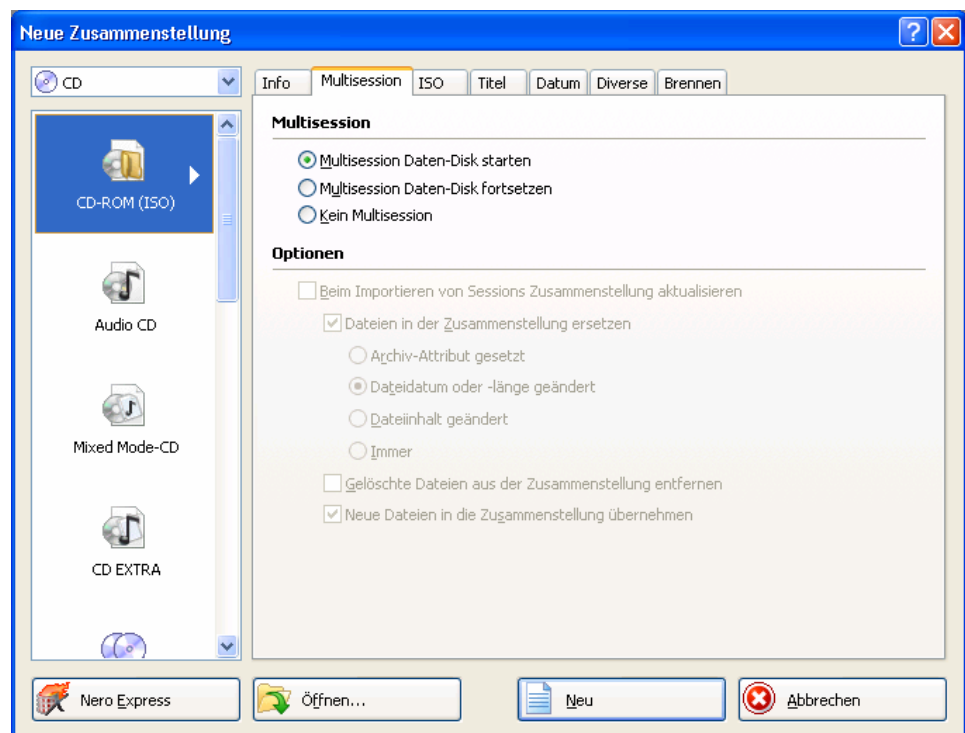 Neue Zusammenstellung
CD
Info Multisession ISO Titel Datum Diverse Brennen
CD-ROM (ISO)
Audio CD
Mixed Mode-CD
CD EXTRA
Multisession
Multisession Daten-Disk starten
Multisession Daten-Disk fortsetzen
Kein Multisession
Optionen
Beim Importieren von Sessions Zusammenstellung aktualisieren
Dateien in der Zusammenstellung ersetzen
Archiv-Attribut gesetzt
Dateidatum oder -länge geändert
Dateiinhalt geändert
Immer
Gelöschte Dateien aus der Zusammenstellung entfernen
Neue Dateien in die Zusammenstellung übernehmen
Nero Express Öffnen... Neu Abbrechen